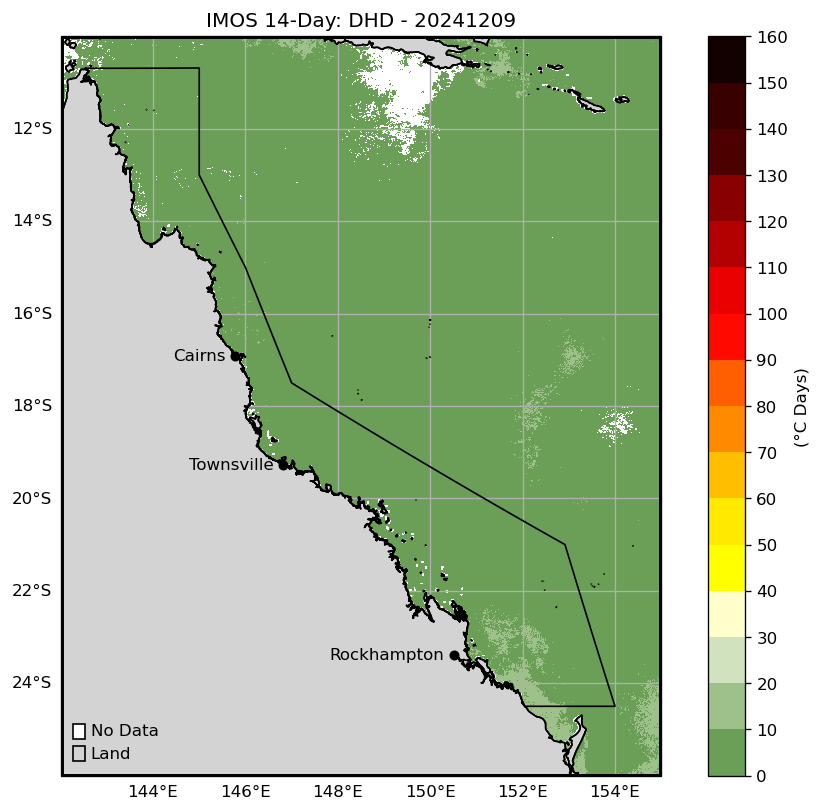 IMOS 14-Day: DHD - 20241209
12°S
14°S
16°S
18°S
20°S
22°S
24°S
Cairns
Townsville
Rockhampton
No Data
Land
144°E 146°E 148°E 150°E 152°E 154°E
160
150
140
130
120
110
100
90
80
70
60
50
40
30
20
10
0
(°C Days)